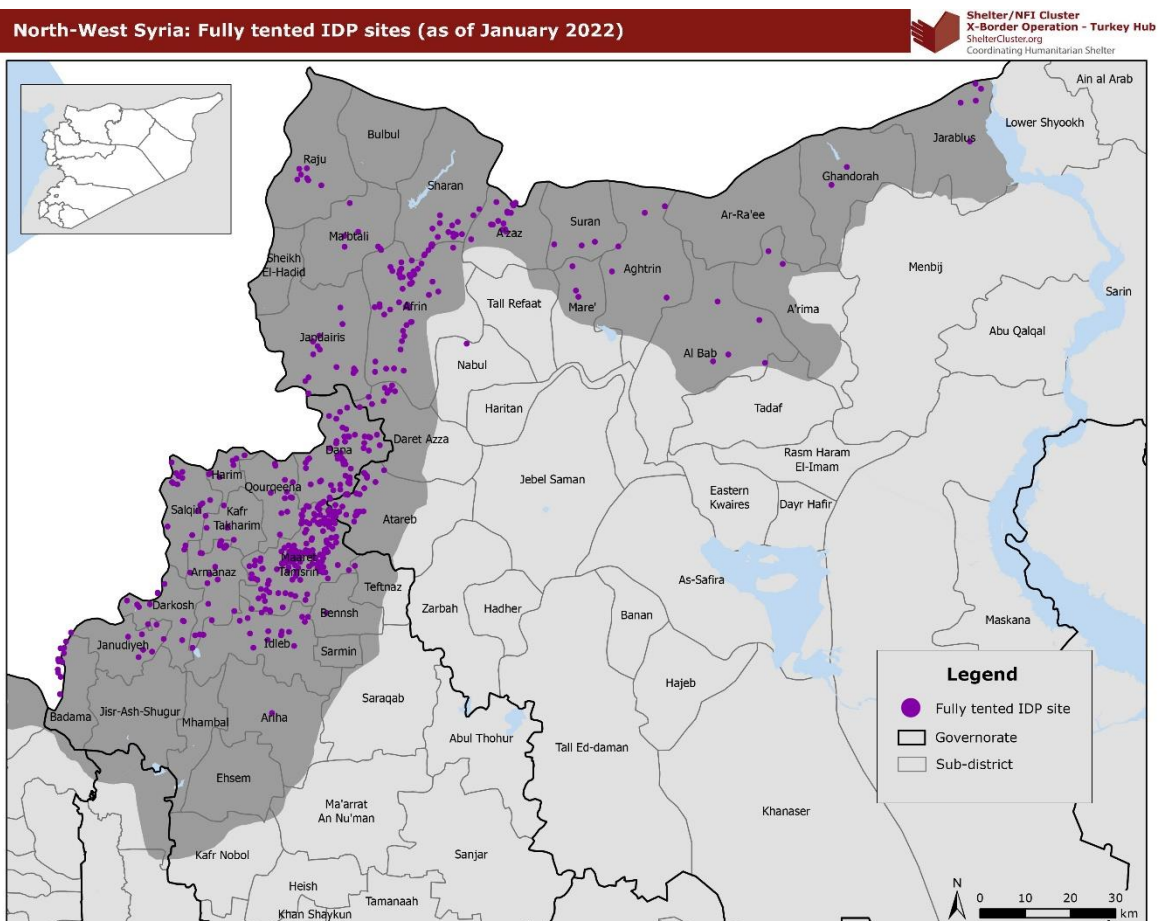 North-West Syria: Fully tented IDP sites (as of January 2022)
Shelter/NFI Cluster
X-Border Operation - Turkey Hub
ShelterCluster.org
Coordinating Humanitarian Shelter
Ain al Arab
Lower Shyookh
Jarablus
Bulbul
Raju
Sharan
Ghandorah
Ar-Ra'ee
Suran
A'zaz
Ma'btali
Sheikh
El-Hadid
Aghtrin
Menbij
Sarin
Tall Refaat
Mare'
A'rima
Afrin
Abu Qalqal
Jandairis
Al Bab
Nabul
Haritan
Tadaf
Daret Azza
Dana
Rasm Haram
El-Imam
Harim
Qourqeena
Jebel Saman
Eastern
Kwaires
Dayr Hafir
Salqin
Kafr
Takharim
Atareb
Maaret
Tamsrin
Armanaz
As-Safira
Teftnaz
Darkosh
Zarbah
Hadher
Banan
Bennsh
Maskana
Janudiyeh
Idleb
Sarmin
Hajeb
Saraqab
Badama
Jisr-Ash-Shugur
Mhambal
Ariha
Abul Thohur
Tall Ed-daman
Ehsem
Ma'arrat
An Nu'man
Khanaser
Kafr Nobol
Sanjar
Heish
Tamanaah
Khan Shaykun
Legend
Fully tented IDP site
Governorate
Sub-district
N
0 10 20 30
km